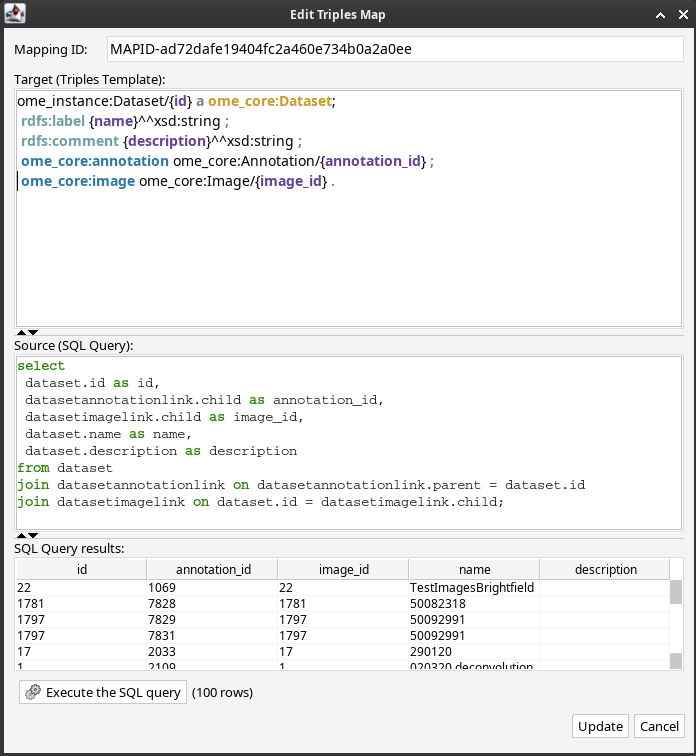 Edit Triples Map
Mapping ID: MAPID-ad72dafe19404fc2a460e734b0a2a0ee
Target (Triples Template):
ome_instance:Dataset/{id} a ome_core:Dataset;
rdfs:label {name}^^xsd:string ;
rdfs:comment {description}^^xsd:string ;
ome_core:annotation ome_core:Annotation/{annotation_id} ;
ome_core:image ome_core:Image/{image_id} .
Source (SQL Query):
select
dataset.id as id,
datasetannotationlink.child as annotation_id,
datasetimagelink.child as image_id,
dataset.name as name,
dataset.description as description
from dataset
join datasetannotationlink on datasetannotationlink.parent = dataset.id
join datasetimagelink on dataset.id = datasetimagelink.child;
SQL Query results:
id annotation_id image_id name description
22 1069 22 TestImagesBrightfield
1781 7828 1781 50082318
1797 7829 1797 50092991
1797 7831 1797 50092991
17 2033 17 290120
1 2109 1 020320 deconvolution
Execute the SQL query (100 rows)
Update Cancel